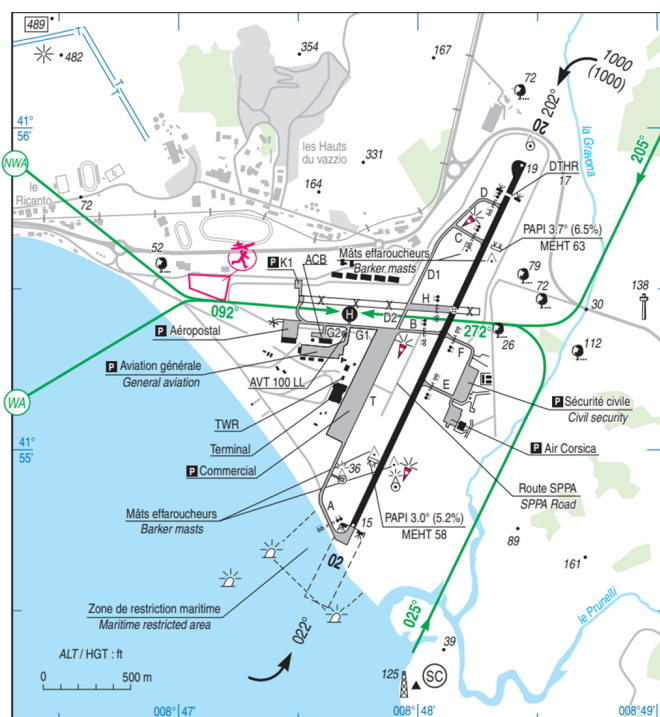 489
482
354
167
1000
(1000)
72
202°
20
41°
56'
la Gravona
205°
les Hauts
du vazzio
331
19
DTHR
17
NWA
le
Ricanto
164
72
D
PAPI 3.7° (6.5%)
MEHT 63
C
52
Mâts effaroucheurs
Barker masts
P K1
ACB
D1
79
72
138
30
H
X
X
X
X
092°
H
D2
B
272°
26
112
P Aéropostal
G2
G1
F
P Aviation générale
General aviation
AVT 100 LL
E
WA
P Sécurité civile
Civil security
TWR
T
41°
55'
Terminal
P Air Corsica
P Commercial
36
Route SPPA
SPPA Road
Mâts effaroucheurs
Barker masts
A
15
PAPI 3.0° (5.2%)
MEHT 58
89
161
02
Zone de restriction maritime
Maritime restricted area
025°
le Prunelli
022°
39
ALT / HGT : ft
0
500 m
125
SC
008° 47'
008° 48'
008° 49'